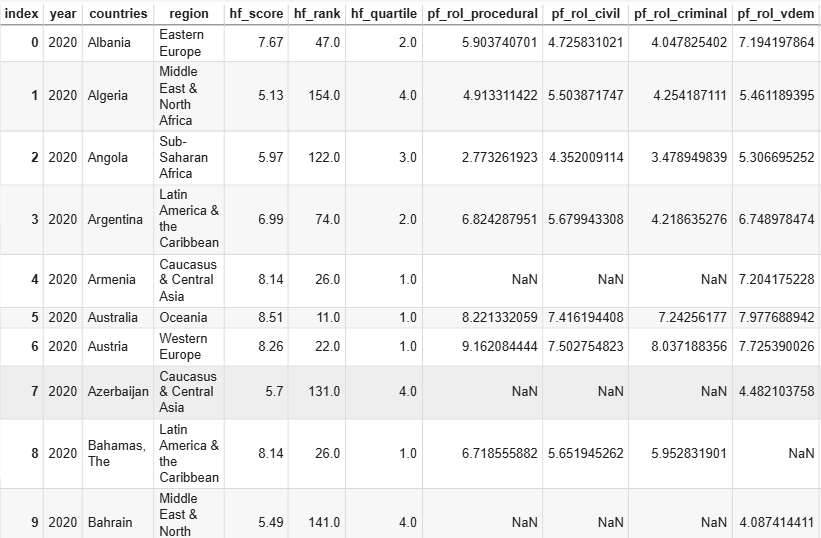 index year countries region hf_score hf_rank hf_quartile pf_rol_procedural pf_rol_civil pf_rol_criminal pf_rol_vdem
0 2020 Albania Eastern Europe 7.67 47.0 2.0 5.903740701 4.725831021 4.047825402 7.194197864
1 2020 Algeria Middle East & North Africa 5.13 154.0 4.0 4.913311422 5.503871747 4.254187111 5.461189395
2 2020 Angola Sub-Saharan Africa 5.97 122.0 3.0 2.773261923 4.352009114 3.478949839 5.306695252
3 2020 Argentina Latin America & the Caribbean 6.99 74.0 2.0 6.824287951 5.679943308 4.218635276 6.748978474
4 2020 Armenia Caucasus & Central Asia 8.14 26.0 1.0 NaN NaN NaN 7.204175228
5 2020 Australia Oceania 8.51 11.0 1.0 8.221332059 7.416194408 7.24256177 7.977688942
6 2020 Austria Western Europe 8.26 22.0 1.0 9.162084444 7.502754823 8.037188356 7.725390026
7 2020 Azerbaijan Caucasus & Central Asia 5.7 131.0 4.0 NaN NaN NaN 4.482103758
8 2020 Bahamas, The Latin America & the Caribbean 8.14 26.0 1.0 6.718555882 5.651945262 5.952831901 NaN
9 2020 Bahrain Middle East & North 5.49 141.0 4.0 NaN NaN NaN 4.087414411